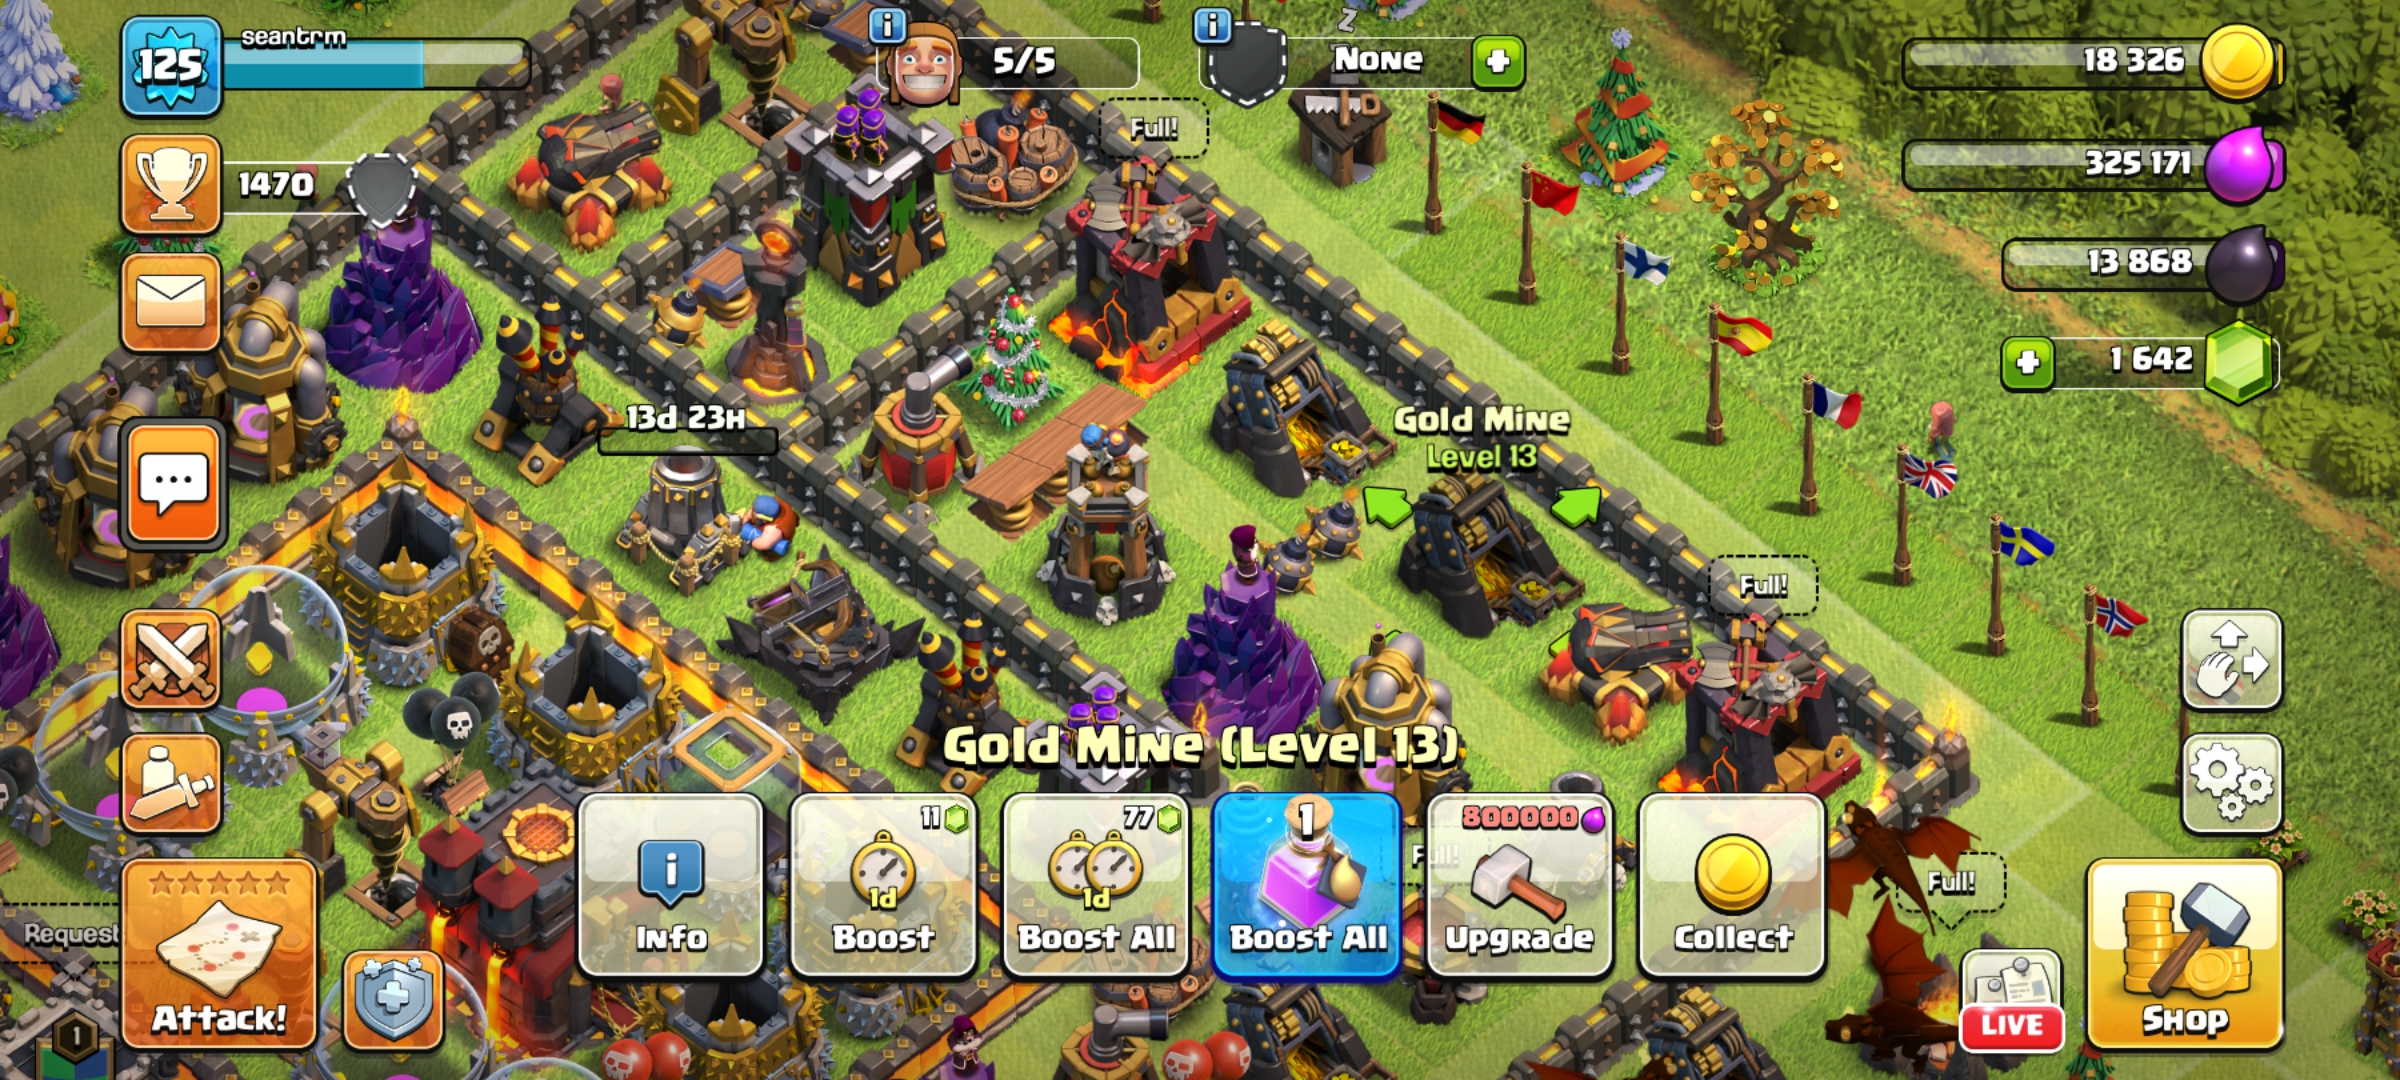 125
seantrm
5/5
None
18 326
Full!
1470
325 171
13 868
1 642
13d 23H
Gold Mine
Level 13
Full!
Gold Mine (Level 13)
11
77
1
800000
1d
1d
Full!
Full!
Info
Boost
Boost All
Boost All
Upgrade
Collect
Request
Attack!
1
LIVE
Shop